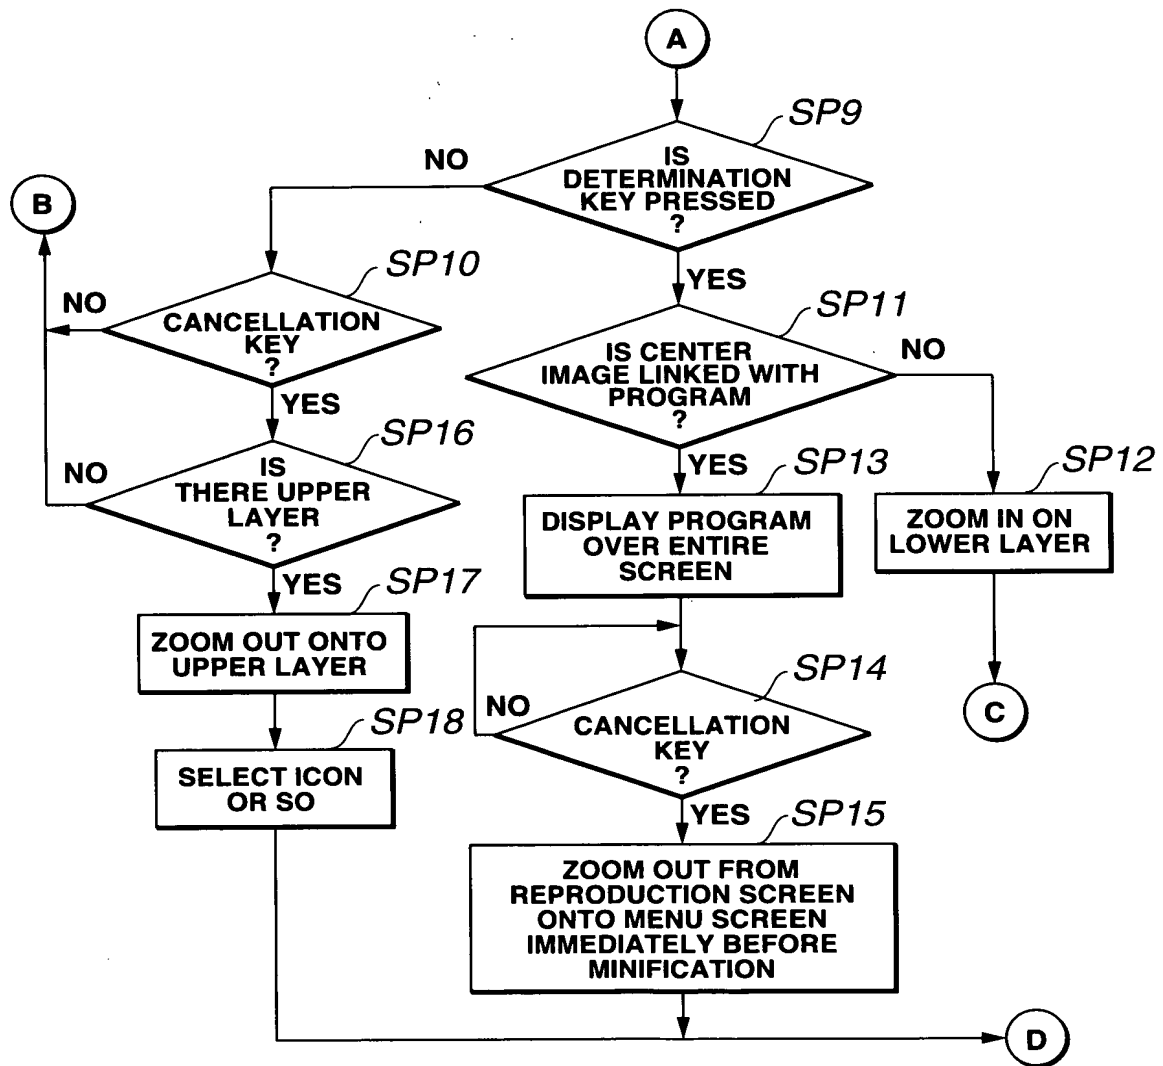 A
SP9
NO
IS
DETERMINATION
KEY PRESSED
?
B
SP10
YES
NO
CANCELLATION
KEY
?
SP11
IS CENTER
IMAGE LINKED WITH
PROGRAM
?
NO
YES
SP16
NO
IS
THERE UPPER
LAYER
?
YES
SP13
SP12
DISPLAY PROGRAM
OVER ENTIRE
SCREEN
ZOOM IN ON
LOWER LAYER
YES
SP17
ZOOM OUT ONTO
UPPER LAYER
SP14
NO
CANCELLATION
KEY
?
C
SP18
SELECT ICON
OR SO
YES
SP15
ZOOM OUT FROM
REPRODUCTION SCREEN
ONTO MENU SCREEN
IMMEDIATELY BEFORE
MINIFICATION
D